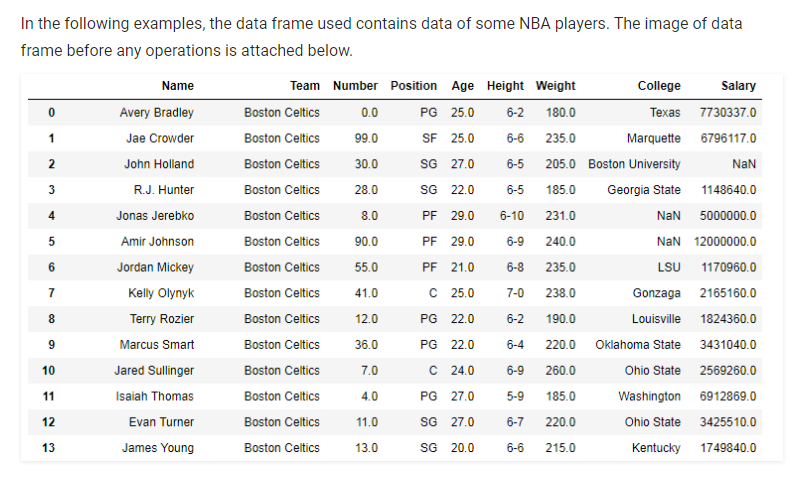 In the following examples, the data frame used contains data of some NBA players. The image of data
frame before any operations is attached below.
Name Team Number Position Age Height Weight College Salary
0 Avery Bradley Boston Celtics 0.0 PG 25.0 6-2 180.0 Texas 7730337.0
1 Jae Crowder Boston Celtics 99.0 SF 25.0 6-6 235.0 Marquette 6796117.0
2 John Holland Boston Celtics 30.0 SG 27.0 6-5 205.0 Boston University NaN
3 R.J. Hunter Boston Celtics 28.0 SG 22.0 6-5 185.0 Georgia State 1148640.0
4 Jonas Jerebko Boston Celtics 8.0 PF 29.0 6-10 231.0 NaN 5000000.0
5 Amir Johnson Boston Celtics 90.0 PF 29.0 6-9 240.0 NaN 12000000.0
6 Jordan Mickey Boston Celtics 55.0 PF 21.0 6-8 235.0 LSU 1170960.0
7 Kelly Olynyk Boston Celtics 41.0 C 25.0 7-0 238.0 Gonzaga 2165160.0
8 Terry Rozier Boston Celtics 12.0 PG 22.0 6-2 190.0 Louisville 1824360.0
9 Marcus Smart Boston Celtics 36.0 PG 22.0 6-4 220.0 Oklahoma State 3431040.0
10 Jared Sullinger Boston Celtics 7.0 C 24.0 6-9 260.0 Ohio State 2569260.0
11 Isaiah Thomas Boston Celtics 4.0 PG 27.0 5-9 185.0 Washington 6912869.0
12 Evan Turner Boston Celtics 11.0 SG 27.0 6-7 220.0 Ohio State 3425510.0
13 James Young Boston Celtics 13.0 SG 20.0 6-6 215.0 Kentucky 1749840.0